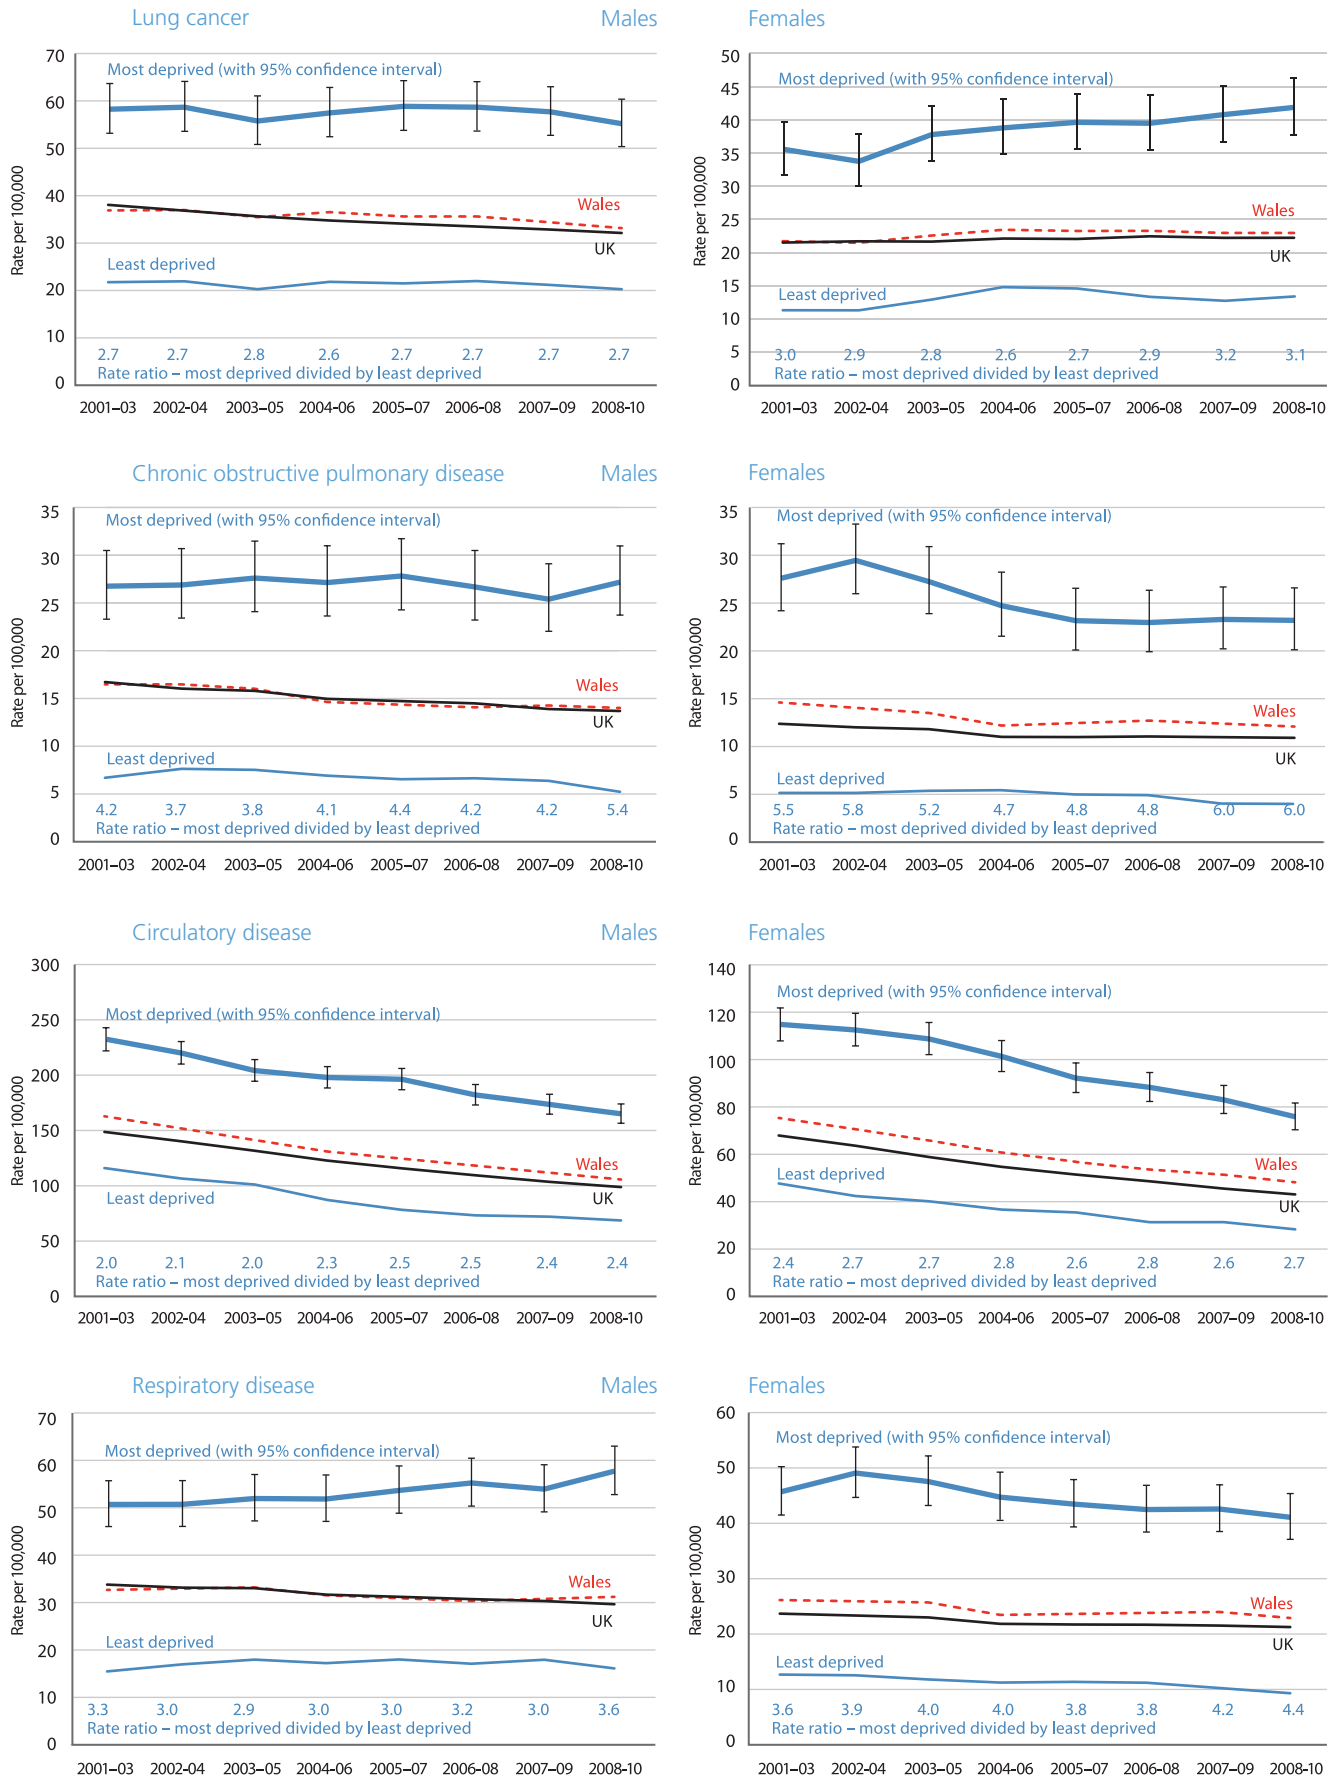 Lung cancer Males Females
70
60
50
40
30
20
10
0
Rate per 100,000
Most deprived (with 95% confidence interval)
Wales
UK
Least deprived
2.7 2.7 2.8 2.6 2.7 2.7 2.7 2.7
Rate ratio – most deprived divided by least deprived
2001–03 2002-04 2003–05 2004-06 2005–07 2006-08 2007–09 2008-10
50
45
40
35
30
25
20
15
10
5
0
Rate per 100,000
Most deprived (with 95% confidence interval)
Wales
UK
Least deprived
3.0 2.9 2.8 2.6 2.7 2.9 3.2 3.1
Rate ratio – most deprived divided by least deprived
2001–03 2002-04 2003–05 2004-06 2005–07 2006-08 2007–09 2008-10
Chronic obstructive pulmonary disease Males Females
35
30
25
20
15
10
5
0
Rate per 100,000
Most deprived (with 95% confidence interval)
Wales
UK
Least deprived
4.2 3.7 3.8 4.1 4.4 4.2 4.2 5.4
Rate ratio – most deprived divided by least deprived
2001–03 2002-04 2003–05 2004-06 2005–07 2006-08 2007–09 2008-10
35
30
25
20
15
10
5
0
Rate per 100,000
Most deprived (with 95% confidence interval)
Wales
UK
Least deprived
5.5 5.8 5.2 4.7 4.8 4.8 6.0 6.0
Rate ratio – most deprived divided by least deprived
2001–03 2002-04 2003–05 2004-06 2005–07 2006-08 2007–09 2008-10
Circulatory disease Males Females
300
250
200
150
100
50
0
Rate per 100,000
Most deprived (with 95% confidence interval)
Wales
UK
Least deprived
2.0 2.1 2.0 2.3 2.5 2.5 2.4 2.4
Rate ratio – most deprived divided by least deprived
2001–03 2002-04 2003–05 2004-06 2005–07 2006-08 2007–09 2008-10
140
120
100
80
60
40
20
0
Rate per 100,000
Most deprived (with 95% confidence interval)
Wales
UK
Least deprived
2.4 2.7 2.7 2.8 2.6 2.8 2.6 2.7
Rate ratio – most deprived divided by least deprived
2001–03 2002-04 2003–05 2004-06 2005–07 2006-08 2007–09 2008-10
Respiratory disease Males Females
70
60
50
40
30
20
10
0
Rate per 100,000
Most deprived (with 95% confidence interval)
Wales
UK
Least deprived
3.3 3.0 2.9 3.0 3.0 3.2 3.0 3.6
Rate ratio – most deprived divided by least deprived
2001–03 2002-04 2003–05 2004-06 2005–07 2006-08 2007–09 2008-10
60
50
40
30
20
10
0
Rate per 100,000
Most deprived (with 95% confidence interval)
Wales
UK
Least deprived
3.6 3.9 4.0 4.0 3.8 3.8 4.2 4.4
Rate ratio – most deprived divided by least deprived
2001–03 2002-04 2003–05 2004-06 2005–07 2006-08 2007–09 2008-10